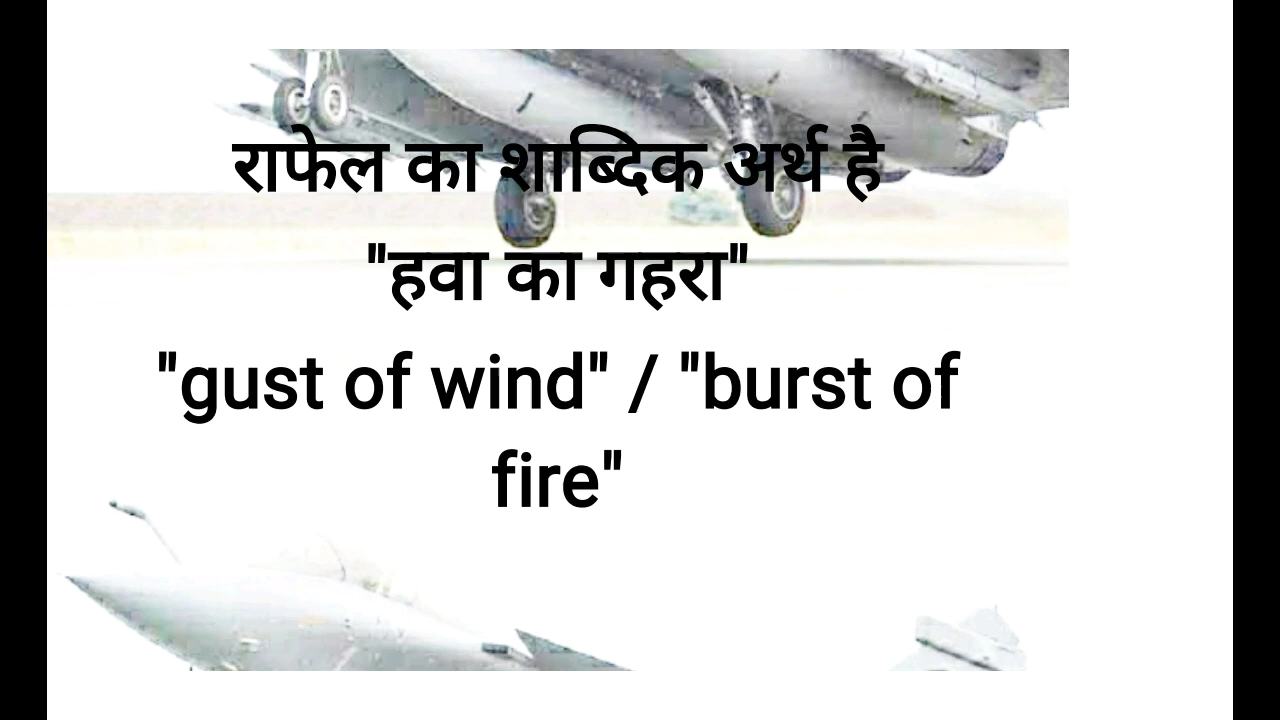 राफेल का शाब्दिक अर्थ है
"हवा का गहरा"
"gust of wind" / "burst of
fire"